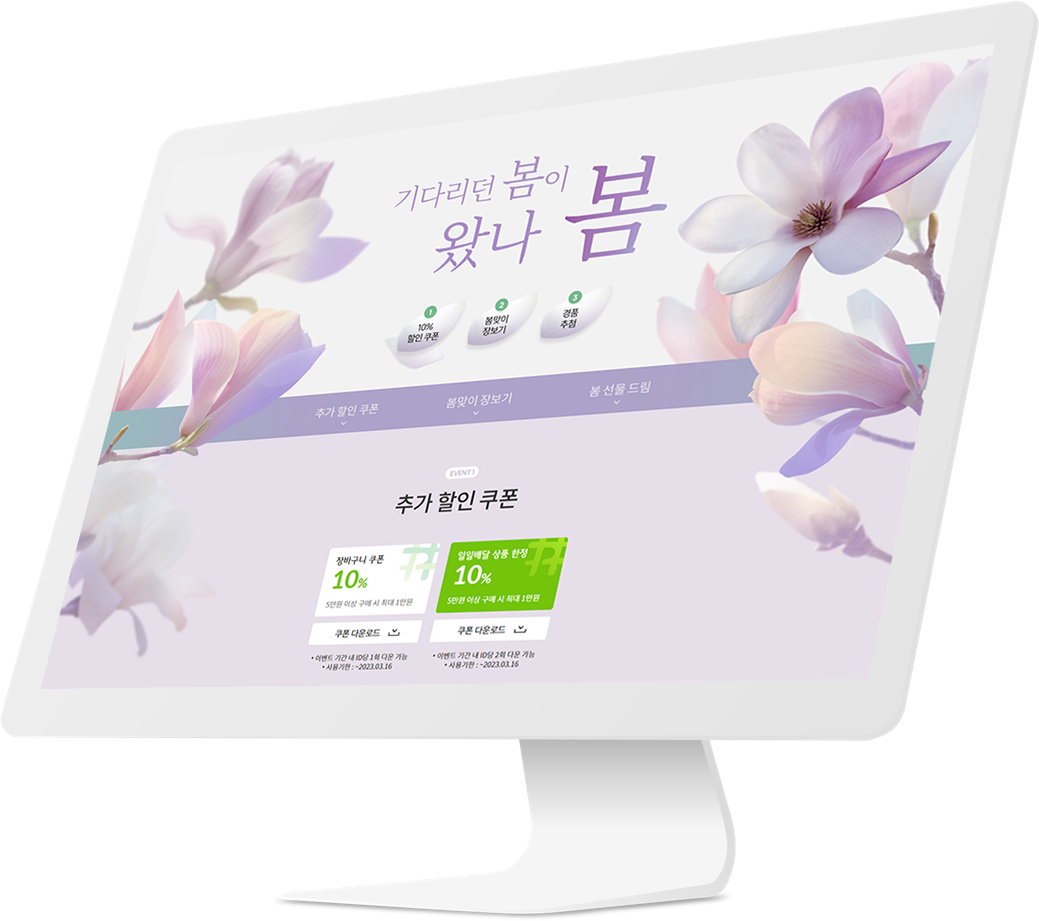 기다리던 봄이
왔나 봄
1
10%
할인 쿠폰
2
봄맞이
장보기
3
경품
추첨
추가 할인 쿠폰
봄맞이 장보기
봄 선물 드림
EVENT 1
추가 할인 쿠폰
장바구니 쿠폰
10%
5만원 이상 구매 시 최대 1만원
쿠폰 다운로드
• 이벤트 기간 내 ID당 1회 다운 가능
• 사용기한 : ~2023.03.16
일일배달 상품 한정
10%
5만원 이상 구매 시 최대 1만원
쿠폰 다운로드
• 이벤트 기간 내 ID당 2회 다운 가능
• 사용기한 : ~2023.03.16